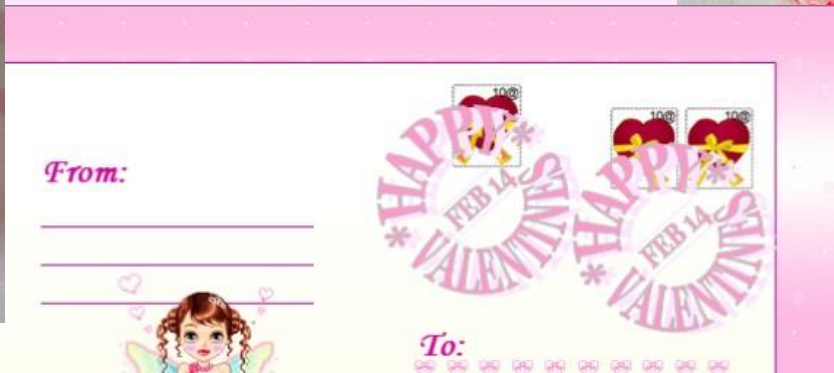 10@
10@ 10@
HAPPY
FEB 14
VALENTINES
HAPPY
FEB 14
VALENTINES
From:
To: